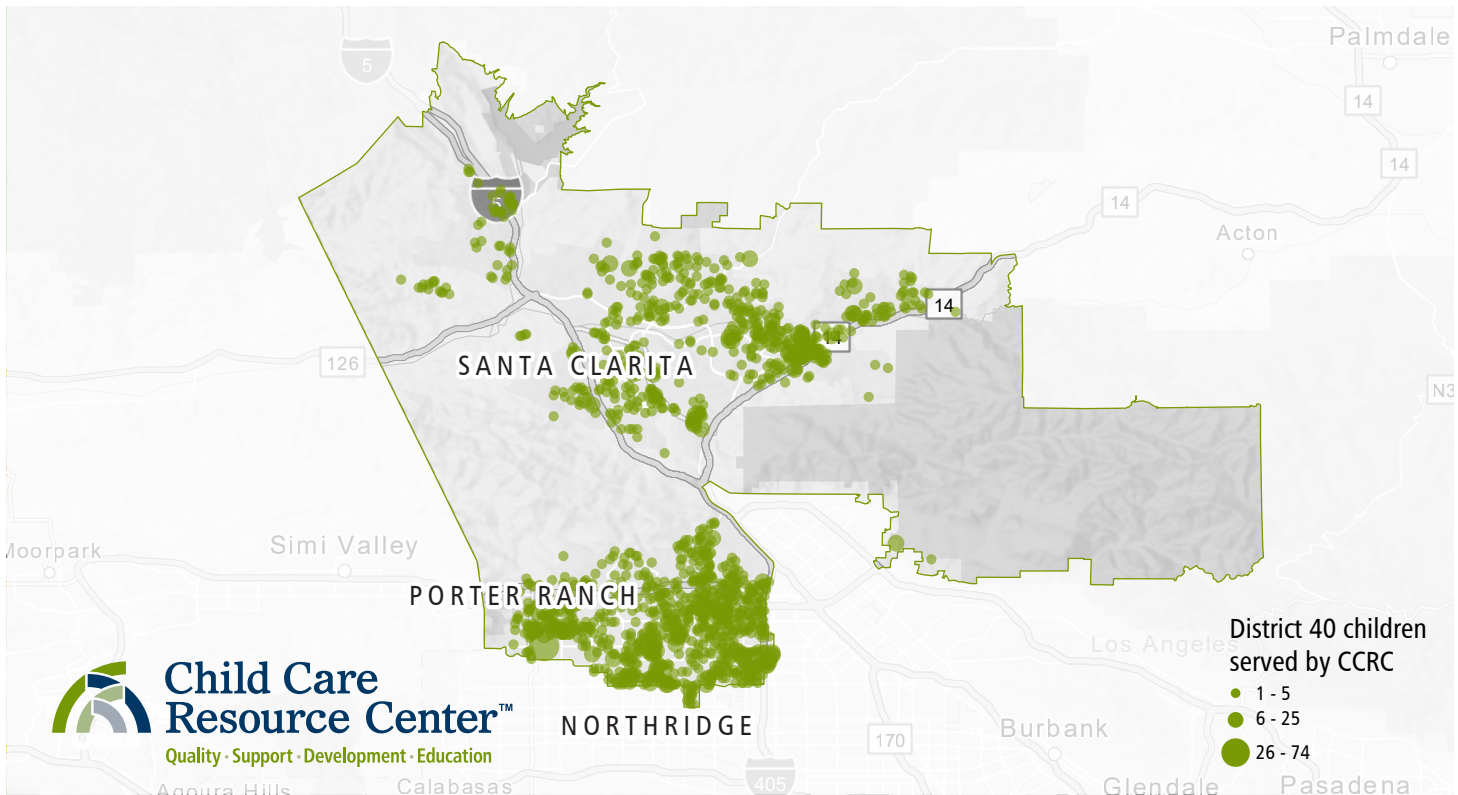 Palmdale
5
14
14
14
Acton
5
14
14
126
N3
SANTA CLARITA
Simi Valley
Moorpark
PORTER RANCH
Los Angeles
NORTHRIDGE
170
Burbank
405
Glendale
Pasadena
Calabasas
Agoura Hills
Child Care
Resource Center™
Quality · Support · Development · Education
District 40 children
served by CCRC
1 - 5
6 - 25
26 - 74